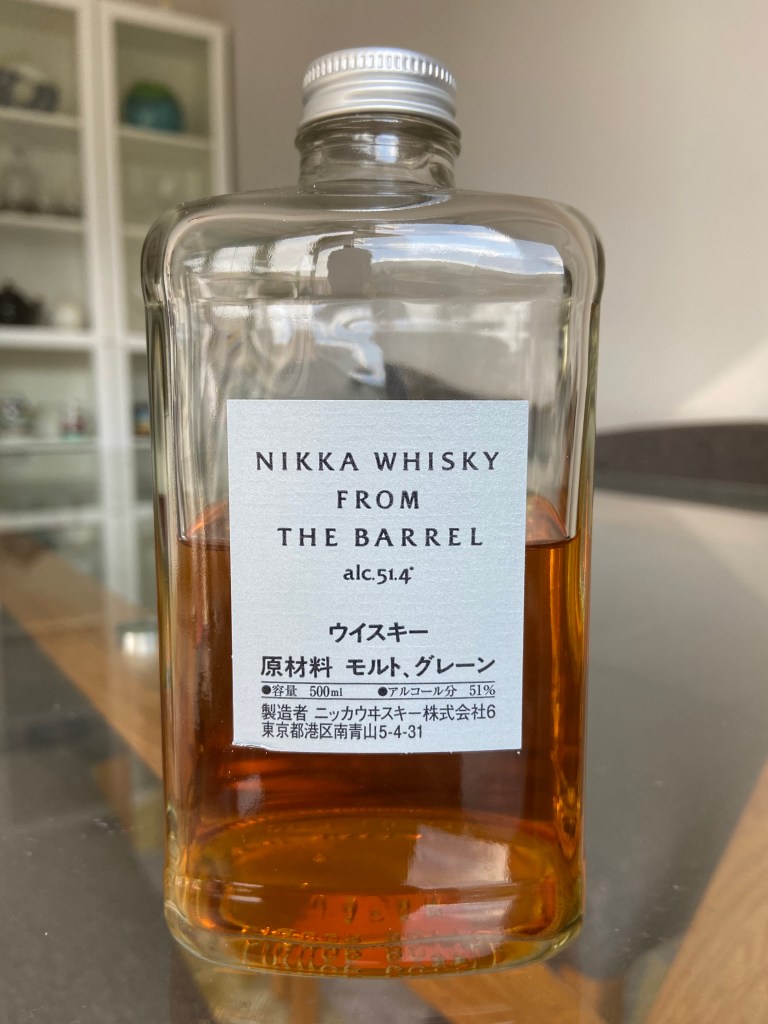 NIKKA WHISKY
FROM
THE BARREL
alc.51.4°
ウイスキー
原材料 モルト、グレーン
●容量 500ml ●アルコール分 51%
製造者 ニッカウヰスキー株式会社6
東京都港区南青山5-4-31